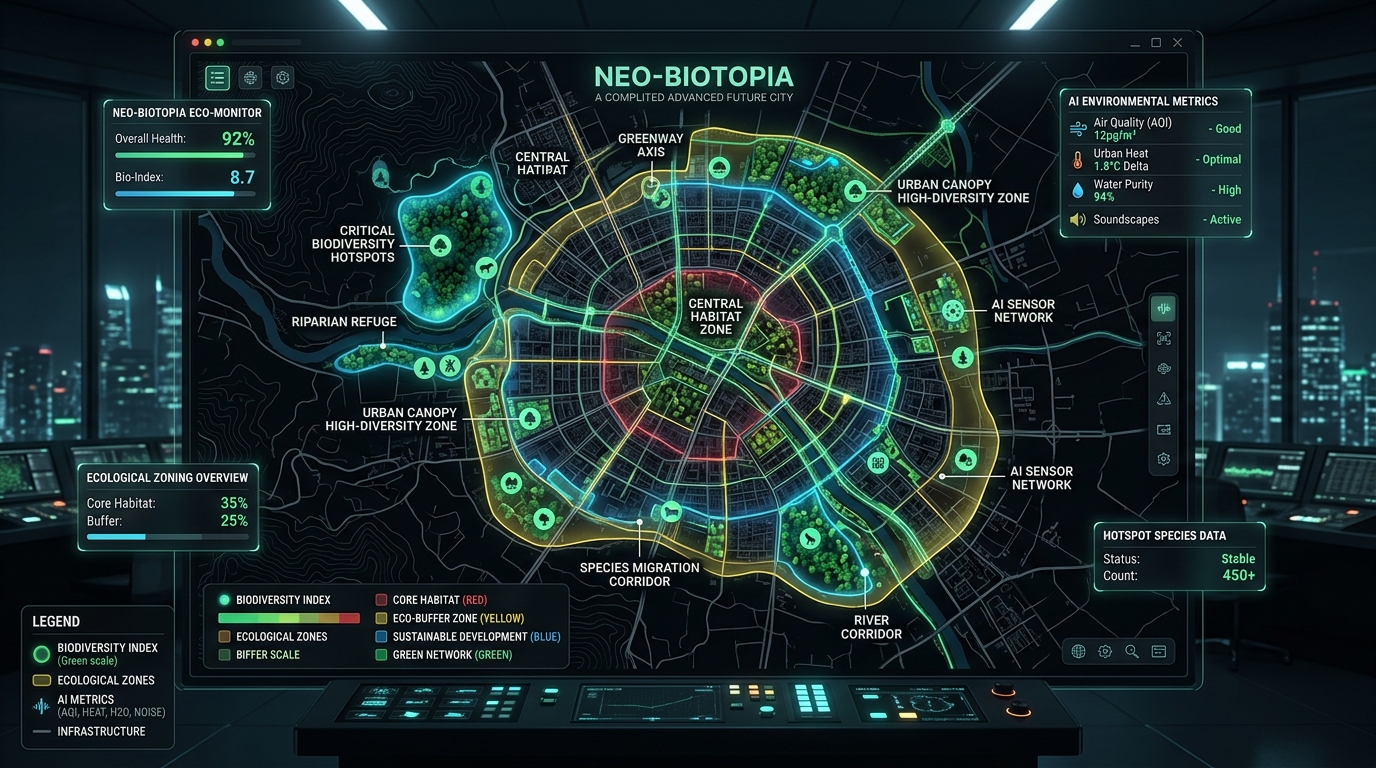 NEO-BIOTOPIA
A COMPLITED ADVANCED FUTURE CITY
NEO-BIOTOPIA ECO-MONITOR
Overall Health: 92%
Bio-Index: 8.7
AI ENVIRONMENTAL METRICS
Air Quality (AOI)
12pg/m¹
- Good
Urban Heat
1.8°C Delta
- Optimal
Water Purity
94%
- High
Soundscapes - Active
CENTRAL
HATIPAT
GREENWAY
AXIS
URBAN CANOPY
HIGH-DIVERSITY ZONE
CRITICAL
BIODIVERSITY
HOTSPOTS
RIPARIAN REFUGE
CENTRAL
HABITAT
ZONE
AI SENSOR
NETWORK
URBAN CANOPY
HIGH-DIVERSITY ZONE
AI SENSOR
NETWORK
SPECIES MIGRATION
CORRIDOR
RIVER
CORRIDOR
ECOLOGICAL ZONING OVERVIEW
Core Habitat: 35%
Buffer: 25%
HOTSPOT SPECIES DATA
Status: Stable
Count: 450+
BIODIVERSITY INDEX
ECOLOGICAL ZONES
BIFFER SCALE
CORE HABITAT (RED)
ECO-BUFFER ZONE (YELLOW)
SUSTAINABLE DEVELOPMENT (BLUE)
GREEN NETWORK (GREEN)
LEGEND
BIODIVERSITY INDEX
(Green scale)
ECOLOGICAL ZONES
AI METRICS
(AQI, HEAT, H2O, NOISE)
INFRASTRUCTURE